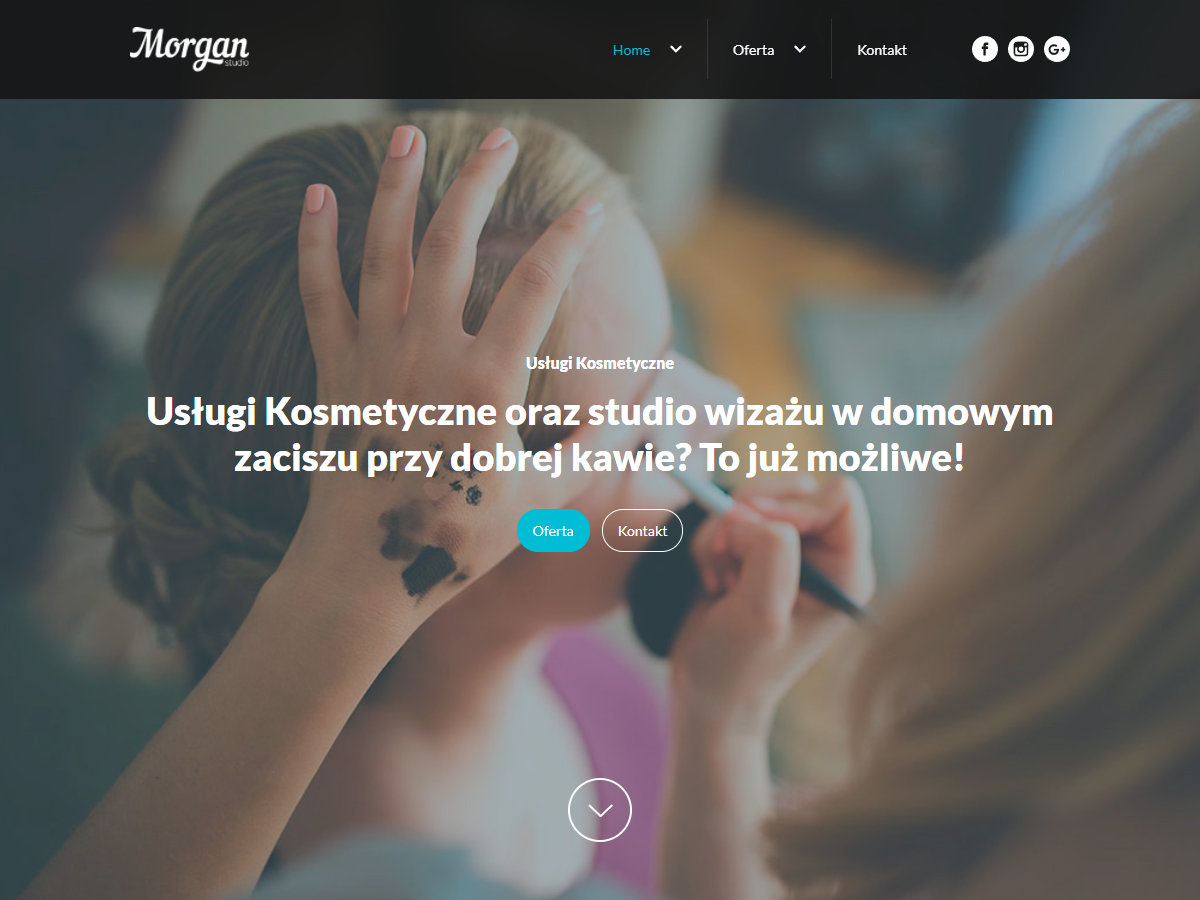 Morgan
studio
Home
Oferta
Kontakt
Usługi Kosmetyczne
Usługi Kosmetyczne oraz studio wizażu w domowym
zaciszu przy dobrej kawie? To już możliwe!
Oferta
Kontakt